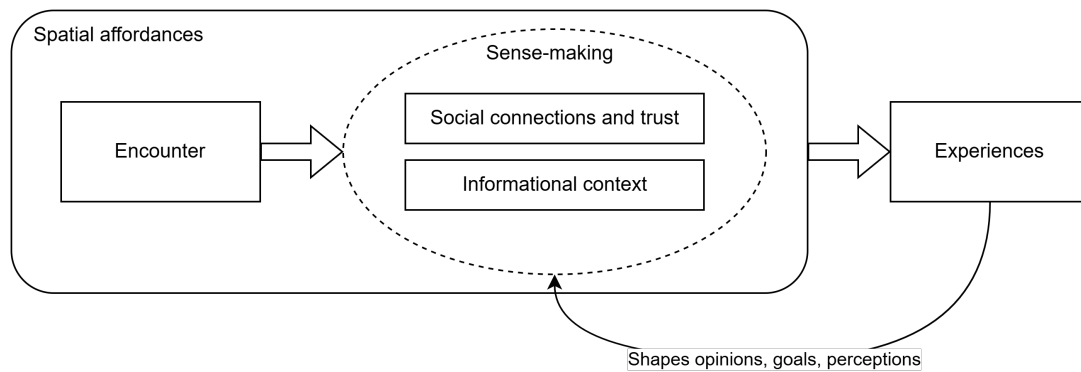 Spatial affordances
Sense-making
Encounter
Social connections and trust
Informational context
Experiences
Shapes opinions, goals, perceptions